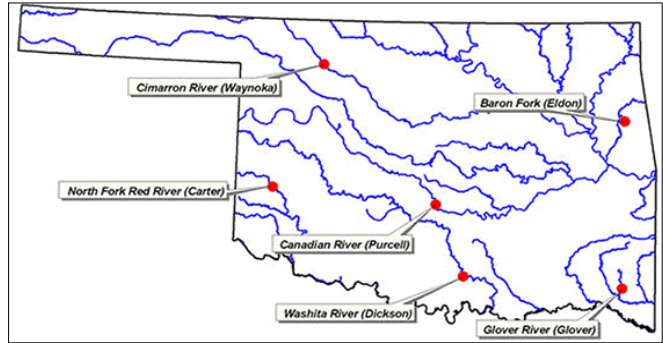 Cimarron River (Waynoka)
Baron Fork (Eldon)
North Fork Red River (Carter)
Canadian River (Purcell)
Washita River (Dickson)
Glover River (Glover)